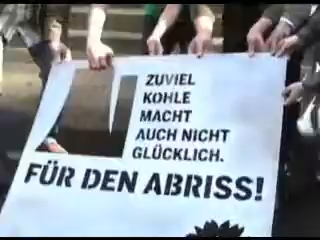 ZUVIEL
KOHLE
MACHT
AUCH NICHT
GLÜCKLICH.
FÜR DEN ABRISS!